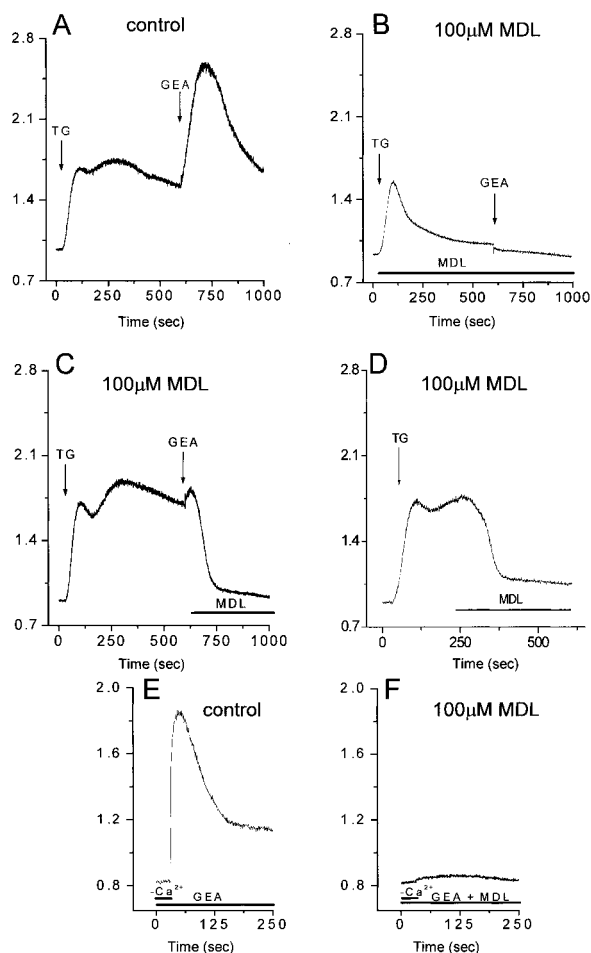 A
control
2.8
2.1
1.4
0.7
TG
GEA
0
250
500
750
1000
Time (sec)
B
100μM MDL
2.8
2.1
1.4
0.7
TG
GEA
MDL
0
250
500
750
1000
Time (sec)
C
100μM MDL
2.8
2.1
1.4
0.7
TG
GEA
MDL
0
250
500
750
1000
Time (sec)
D
100μM MDL
2.8
2.1
1.4
0.7
TG
MDL
0
250
500
Time (sec)
E
control
2.0
1.6
1.2
0.8
-Ca²⁺
GEA
0
125
250
Time (sec)
F
100μM MDL
2.0
1.6
1.2
0.8
-Ca²⁺
GEA + MDL
0
125
250
Time (sec)